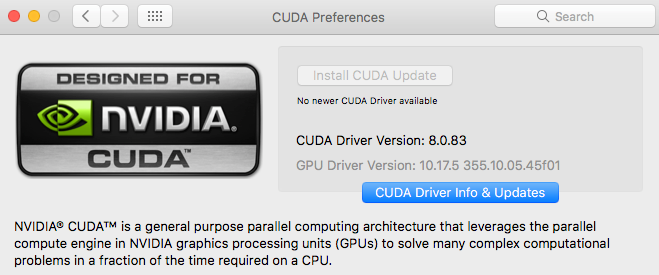 CUDA Preferences
Search
Install CUDA Update
No newer CUDA Driver available
DESIGNED FOR
NVIDIA.
CUDA™
CUDA Driver Version: 8.0.83
GPU Driver Version: 10.17.5 355.10.05.45f01
CUDA Driver Info & Updates
NVIDIA® CUDA™ is a general purpose parallel computing architecture that leverages the parallel
compute engine in NVIDIA graphics processing units (GPUs) to solve many complex computational
problems in a fraction of the time required on a CPU.